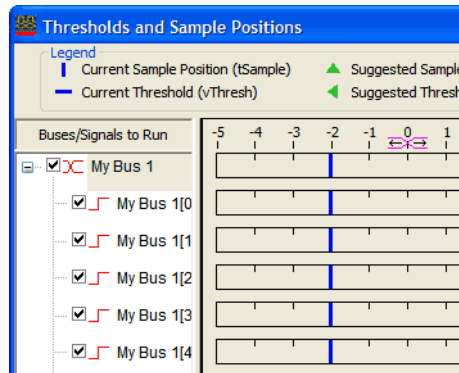 Thresholds and Sample Positions
Legend
Current Sample Position (tSample)
Suggested Sample
Current Threshold (vThresh)
Suggested Thresh
Buses/Signals to Run
-5 -4 -3 -2 -1 0 1
My Bus 1
My Bus 1[0
My Bus 1[1
My Bus 1[2
My Bus 1[3
My Bus 1[4